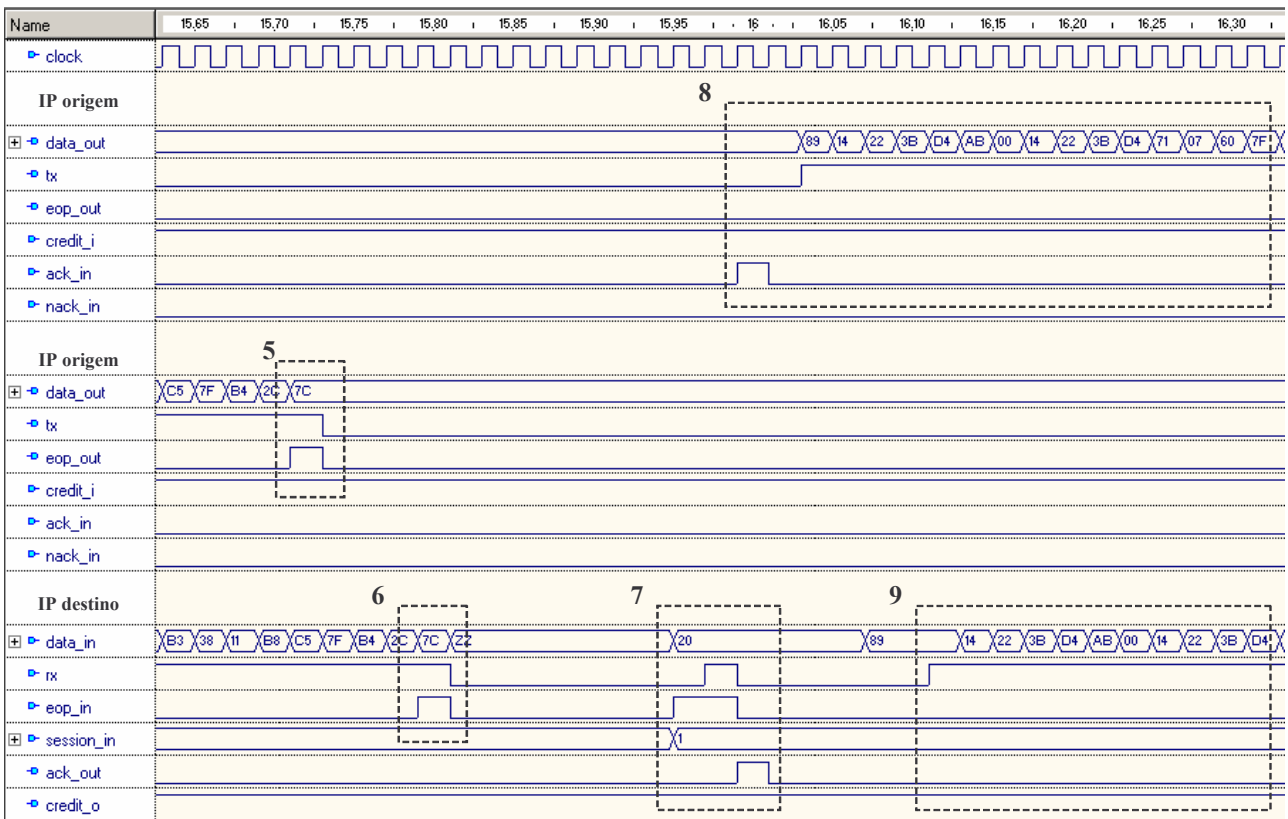 Name 15,65 15,70 15,75 15,80 15,85 15,90 15,95 16 16,05 16,10 16,15 16,20 16,25 16,30
clock
IP origem 8
data_out 89 14 22 3B D4 AB 00 14 22 3B D4 71 07 60 7F
tx
eop_out
credit_i
ack_in
nack_in
IP origem 5
data_out C5 7F B4 2C 7C
tx
eop_out
credit_i
ack_in
nack_in
IP destino 6 7 9
data_in B3 38 11 B8 C5 7F B4 2C 7C ZZ 20 89 14 22 3B D4 AB 00 14 22 3B D4
rx
eop_in
session_in 1
ack_out
credit_o